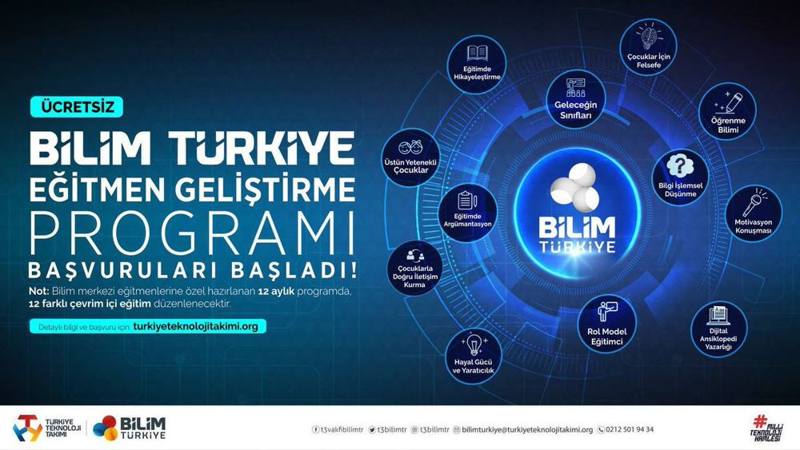 ÜCRETSİZ
BİLİM TÜRKİYE
EĞİTMEN GELİŞTİRME
PROGRAMI
BAŞVURULARI BAŞLADI!
Not: Bilim merkezi eğitmenlerine özel hazırlanan 12 aylık programda,
12 farklı çevrim içi eğitim düzenlenecektir.
Detaylı bilgi ve başvuru için: turkiyeteknolojitakimi.org
Eğitimde
Hikayeleştirme
Çocuklar İçin
Felsefe
Geleceğin
Sınıfları
Öğrenme
Bilimi
Üstün Yetenekli
Çocuklar
Bilgi İşlemsel
Düşünme
Eğitimde
Argümantasyon
Motivasyon
Konuşması
BİLİM
TÜRKİYE
Çocuklarla
Doğru İletişim
Kurma
Rol Model
Eğitimci
Dijital
Ansiklopedi
Yazarlığı
Hayal Gücü
ve Yaratıcılık
TÜRKİYE
TEKNOLOJİ
TAKIMI
BİLİM
TÜRKİYE
t3vakfibilimtr
t3bilimtr
t3bilimtr
bilimturkiye@turkiyeteknolojitakimi.org
0212 501 94 34
#MİLLİ
TEKNOLOJİ
HAMLESİ